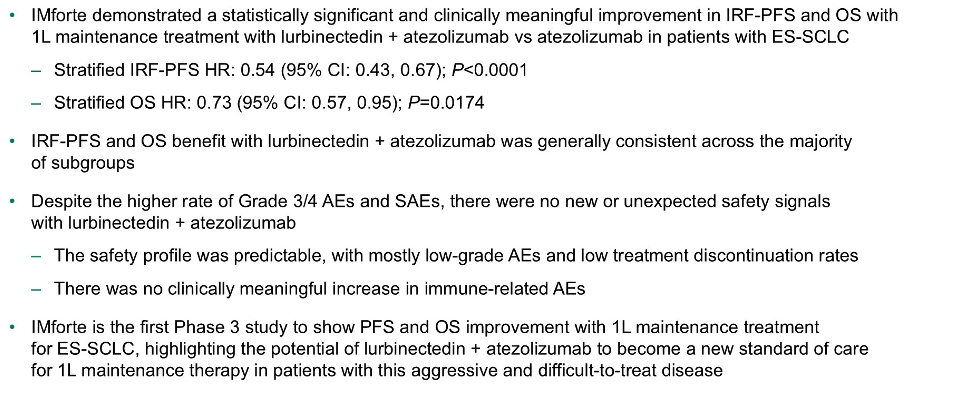 • IMforte demonstrated a statistically significant and clinically meaningful improvement in IRF-PFS and OS with
1L maintenance treatment with lurbinectedin + atezolizumab vs atezolizumab in patients with ES-SCLC
– Stratified IRF-PFS HR: 0.54 (95% CI: 0.43, 0.67); P<0.0001
– Stratified OS HR: 0.73 (95% CI: 0.57, 0.95); P=0.0174
• IRF-PFS and OS benefit with lurbinectedin + atezolizumab was generally consistent across the majority
of subgroups
• Despite the higher rate of Grade 3/4 AEs and SAEs, there were no new or unexpected safety signals
with lurbinectedin + atezolizumab
– The safety profile was predictable, with mostly low-grade AEs and low treatment discontinuation rates
– There was no clinically meaningful increase in immune-related AEs
• IMforte is the first Phase 3 study to show PFS and OS improvement with 1L maintenance treatment
for ES-SCLC, highlighting the potential of lurbinectedin + atezolizumab to become a new standard of care
for 1L maintenance therapy in patients with this aggressive and difficult-to-treat disease